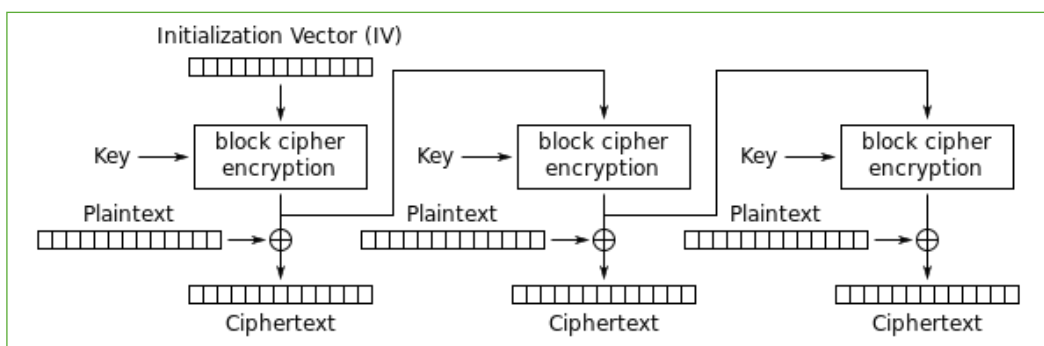 Initialization Vector (IV)
Key
block cipher
encryption
Key
block cipher
encryption
Key
block cipher
encryption
Plaintext
Plaintext
Plaintext
Ciphertext
Ciphertext
Ciphertext